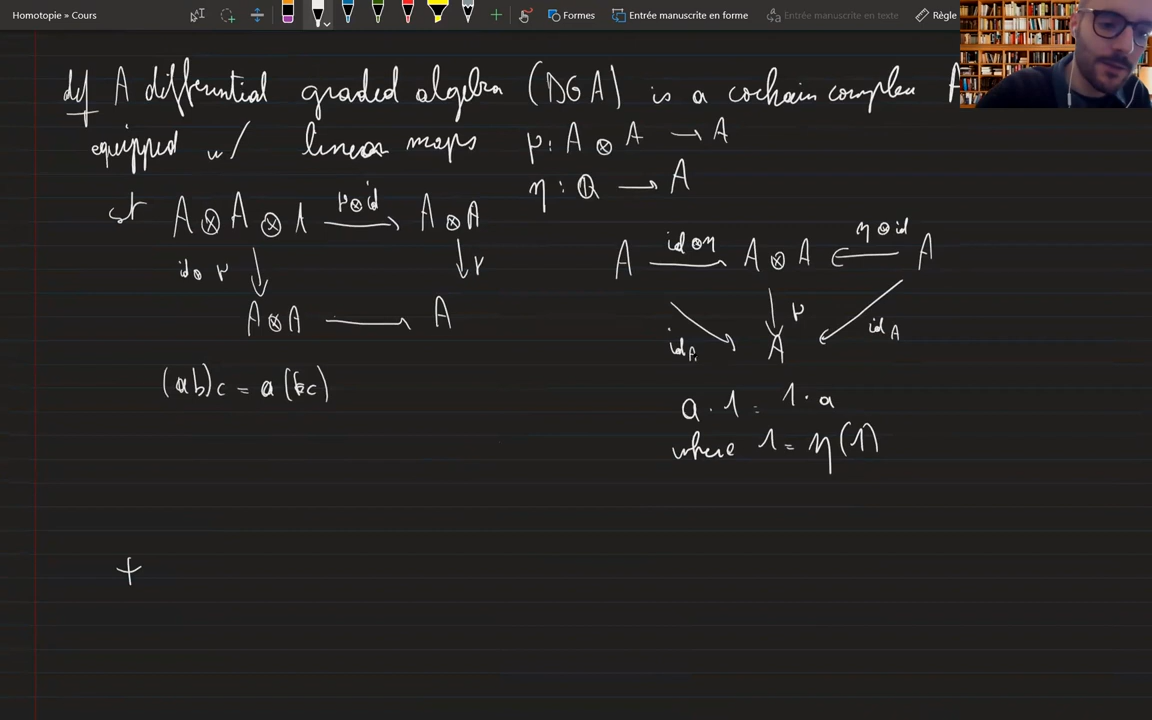 Homotopie » Cours
Formes
Entrée manuscrite en forme
Entrée manuscrite en texte
Règle
def A differential graded algebra (DGA) is a cochain complex A
equipped w/ linear maps μ: A ⊗ A → A
η : Q → A
st A ⊗ A ⊗ A μ⊗id → A ⊗ A
id⊗μ ↓ ↓ μ
A ⊗ A → A
(ab)c = a(bc)
A id⊗η → A ⊗ A ← η⊗id A
id_A ↓ μ id_A
A
a · 1 = 1 · a
where 1 = η(1)
+